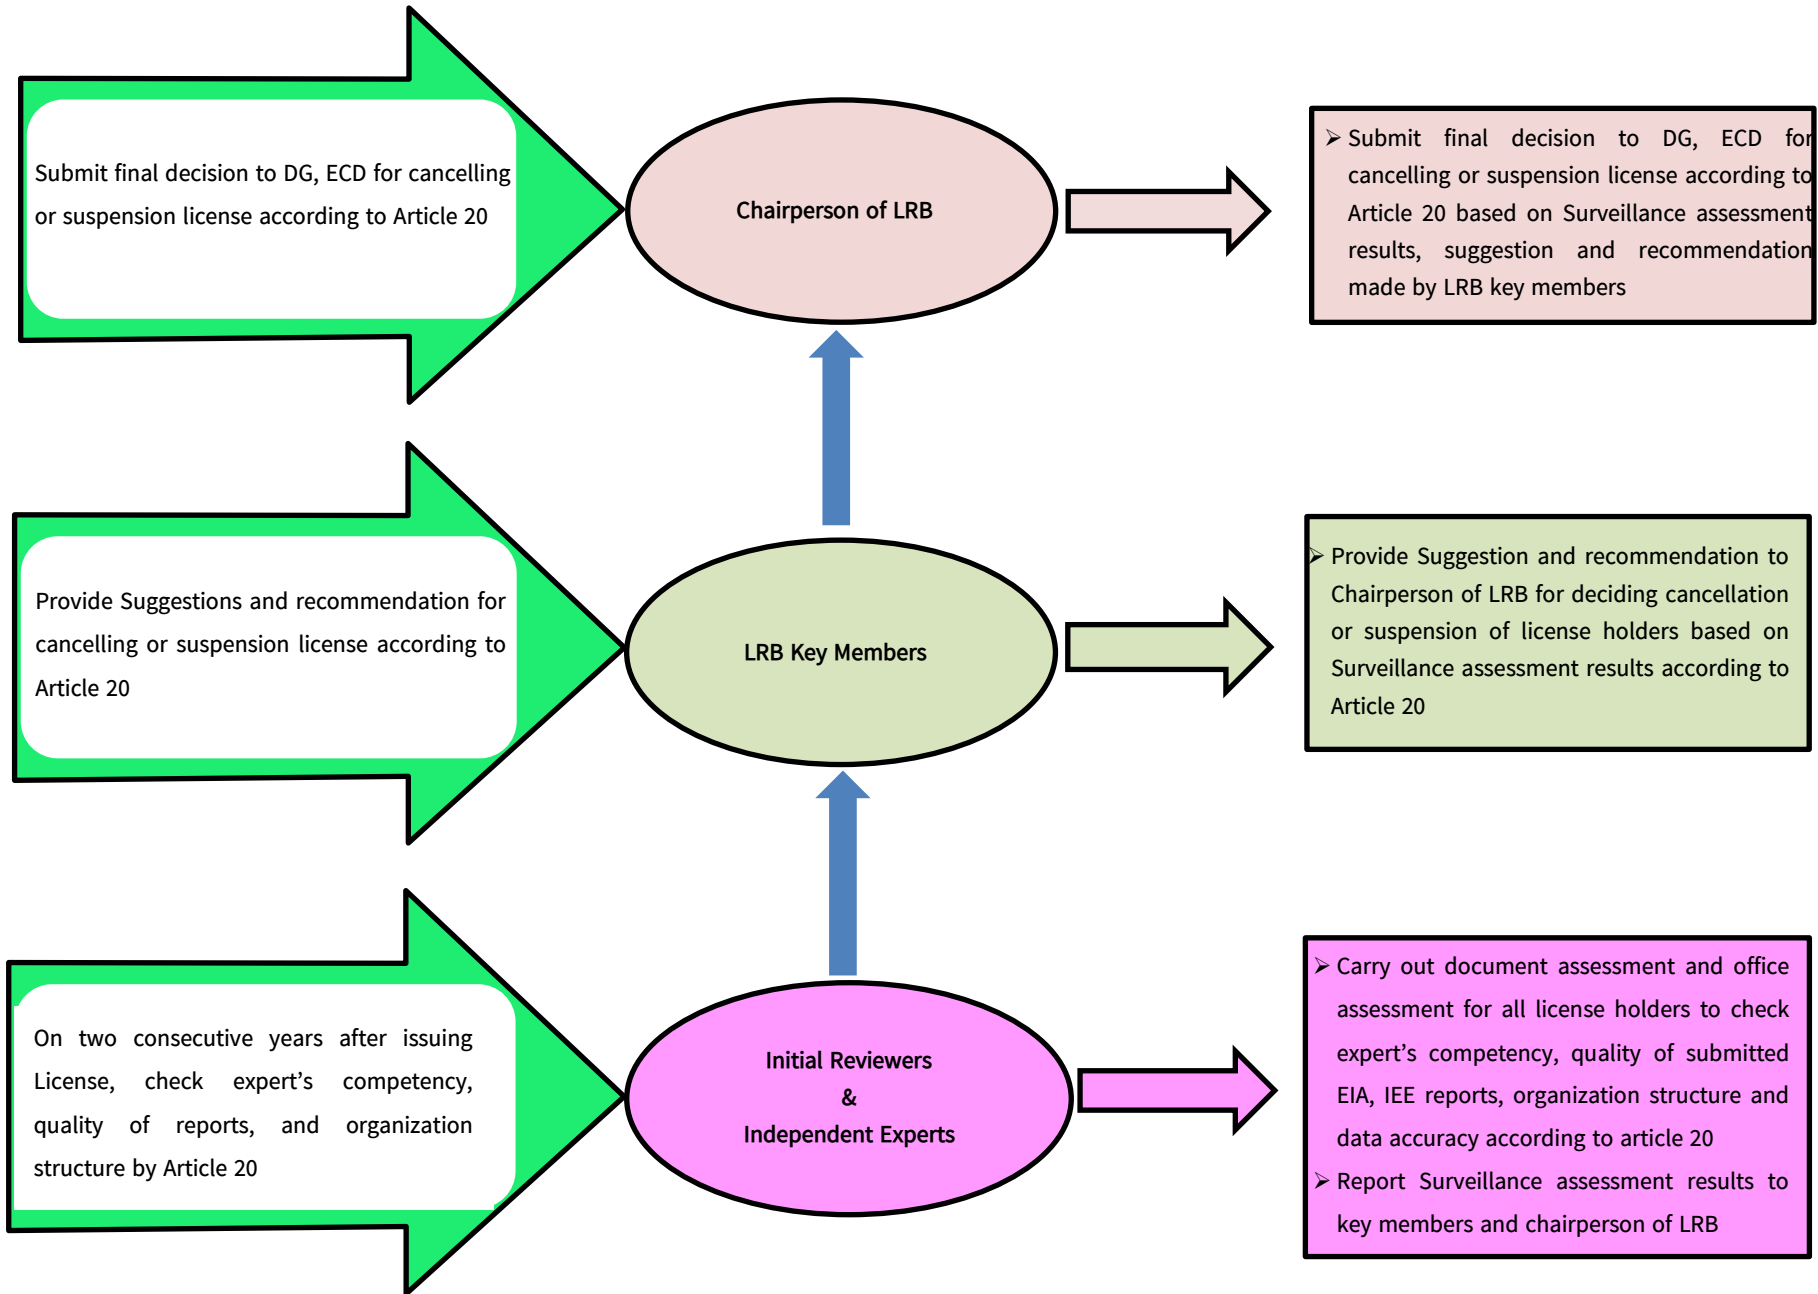 Submit final decision to DG, ECD for cancelling
or suspension license according to Article 20
Chairperson of LRB
➢ Submit final decision to DG, ECD for
cancelling or suspension license according to
Article 20 based on Surveillance assessment
results, suggestion and recommendation
made by LRB key members
Provide Suggestions and recommendation for
cancelling or suspension license according to
Article 20
LRB Key Members
➢ Provide Suggestion and recommendation to
Chairperson of LRB for deciding cancellation
or suspension of license holders based on
Surveillance assessment results according to
Article 20
On two consecutive years after issuing
License, check expert’s competency,
quality of reports, and organization
structure by Article 20
Initial Reviewers
&
Independent Experts
➢ Carry out document assessment and office
assessment for all license holders to check
expert’s competency, quality of submitted
EIA, IEE reports, organization structure and
data accuracy according to article 20
➢ Report Surveillance assessment results to
key members and chairperson of LRB